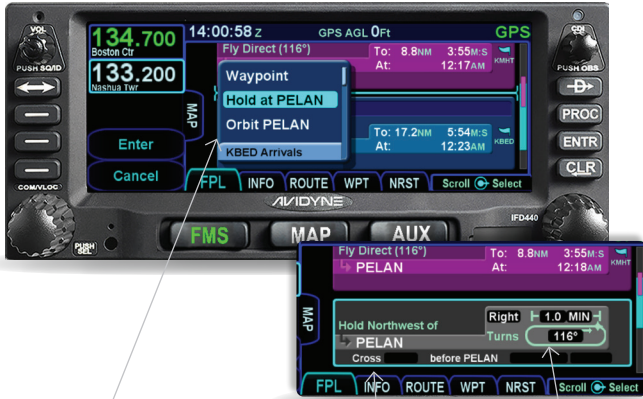 VOL
PUSH SQ/ID
134.700
Boston Ctr
133.200
Nashua Twr
Enter
Cancel
COM/VLOC
PUSH SEL
14:00:58 Z
GPS AGL 0Ft
GPS
Fly Direct (116°)
To: 8.8NM 3:55M:S
At: 12:17AM
KMHT
Waypoint
Hold at PELAN
Orbit PELAN
KBED Arrivals
To: 17.2NM 5:54M:S
At: 12:23AM
KBED
MAP
FPL INFO ROUTE WPT NRST Scroll Select
CDI
PUSH OBS
D
PROC
ENTR
CLR
AVIDYNE
IFD440
FMS MAP AUX
Fly Direct (116°)
To: 8.8NM 3:55M:S
PELAN
At: 12:18AM
KMHT
MAP
Hold Northwest of
PELAN
Right 1.0 MIN
Turns 116°
Cross before PELAN
FPL INFO ROUTE WPT NRST Scroll Select